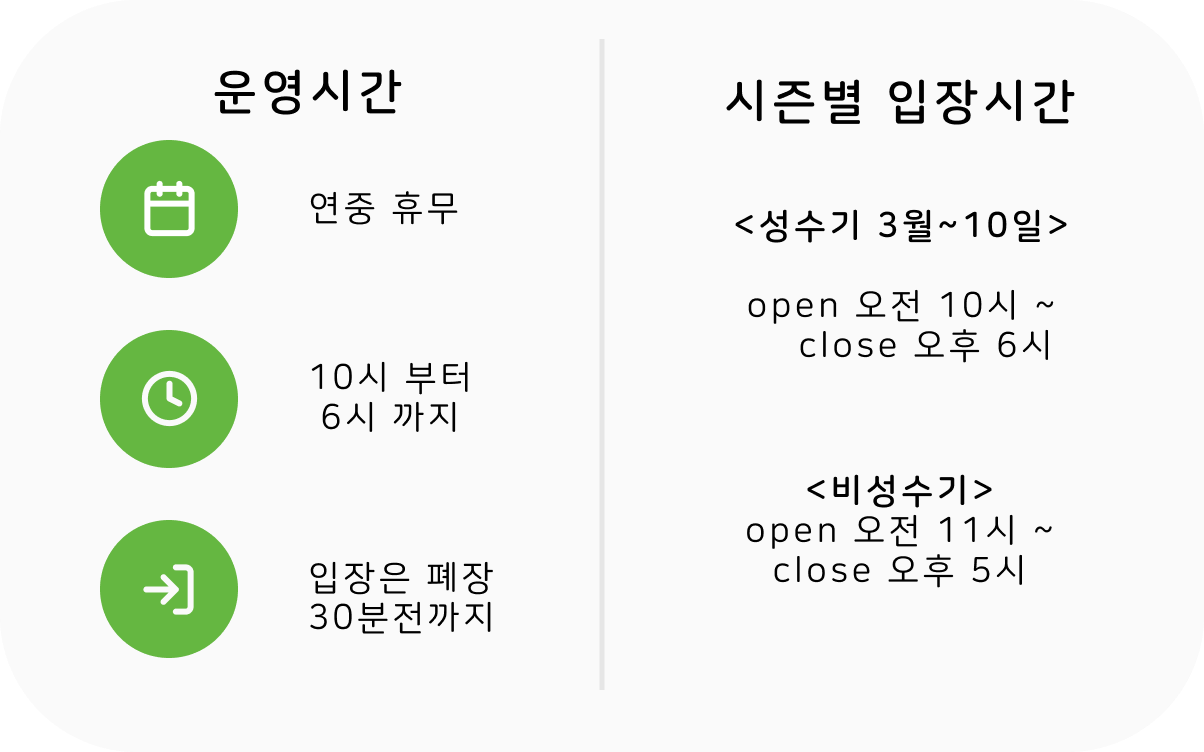 운영시간
연중 휴무
10시 부터
6시 까지
입장은 폐장
30분전까지
시즌별 입장시간
<성수기 3월~10일>
open 오전 10시 ~
close 오후 6시
<비성수기>
open 오전 11시 ~
close 오후 5시